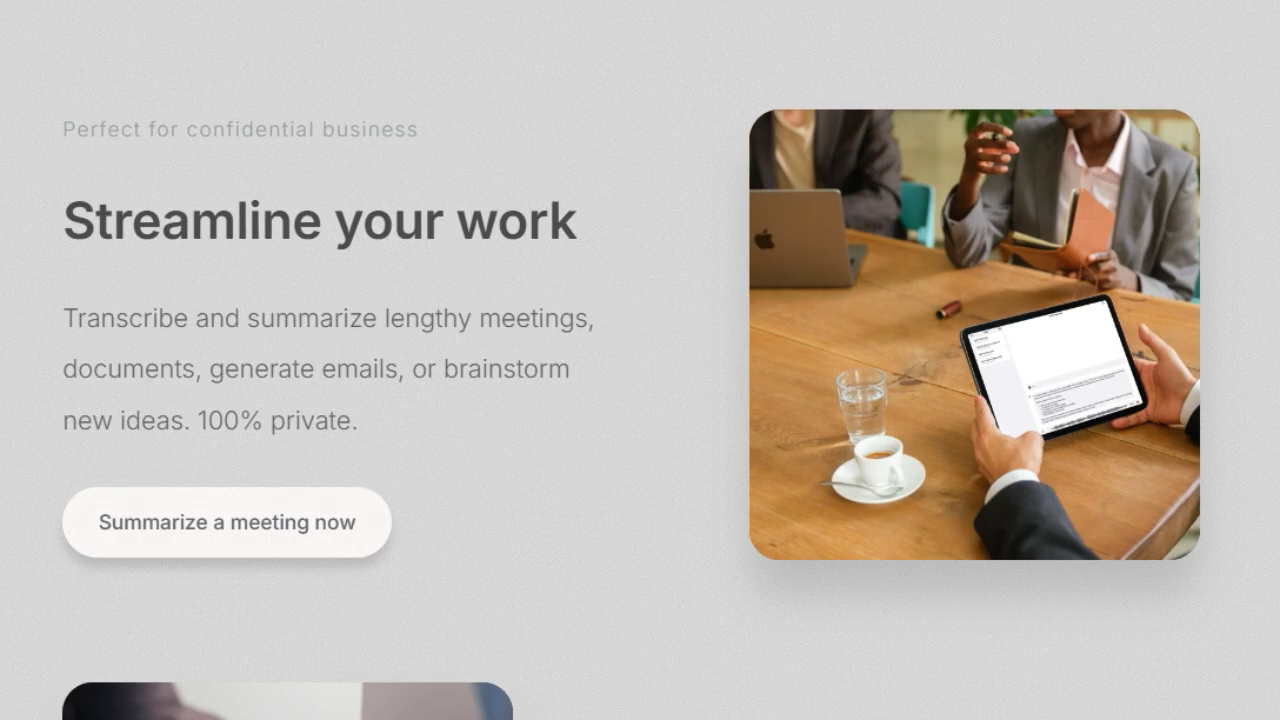 Perfect for confidential business
Streamline your work
Transcribe and summarize lengthy meetings,
documents, generate emails, or brainstorm
new ideas. 100% private.
Summarize a meeting now